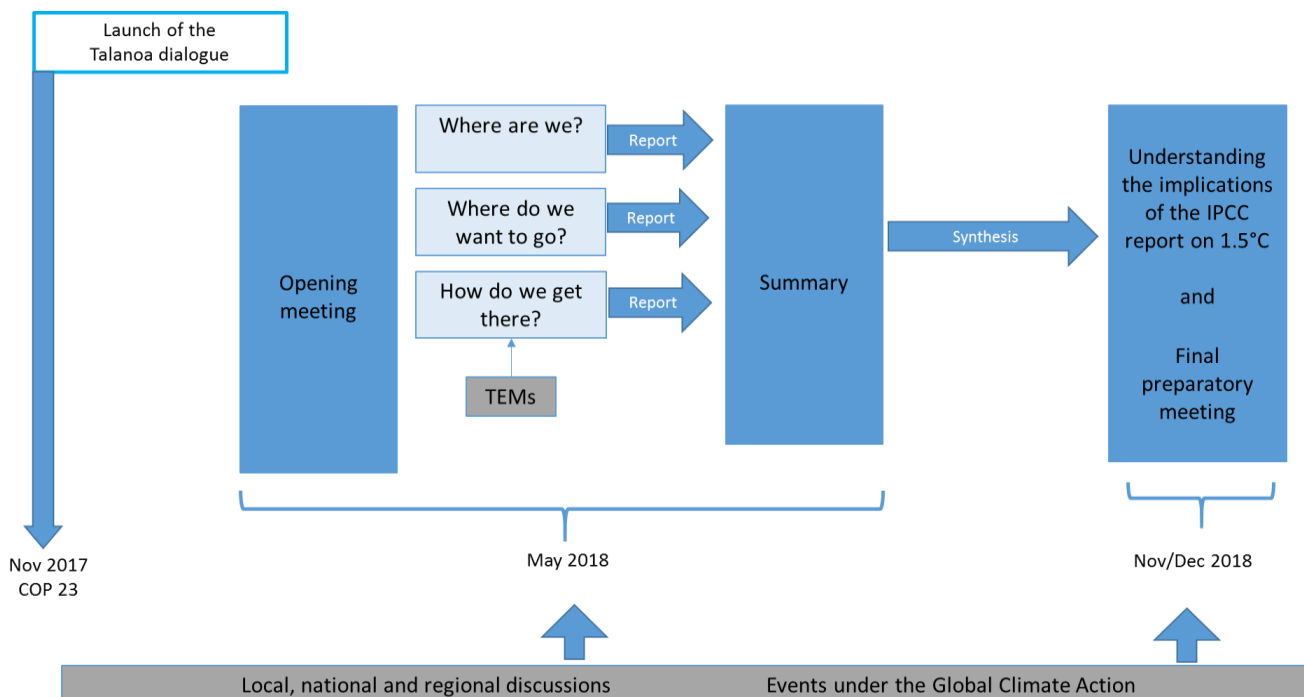 Launch of the
Talanoa dialogue
Where are we?
Report
Where do we
want to go?
Report
How do we get
there?
Report
TEMs
Opening
meeting
Summary
Synthesis
Understanding
the implications
of the IPCC
report on 1.5°C
and
Final
preparatory
meeting
Nov 2017
COP 23
May 2018
Nov/Dec 2018
Local, national and regional discussions
Events under the Global Climate Action